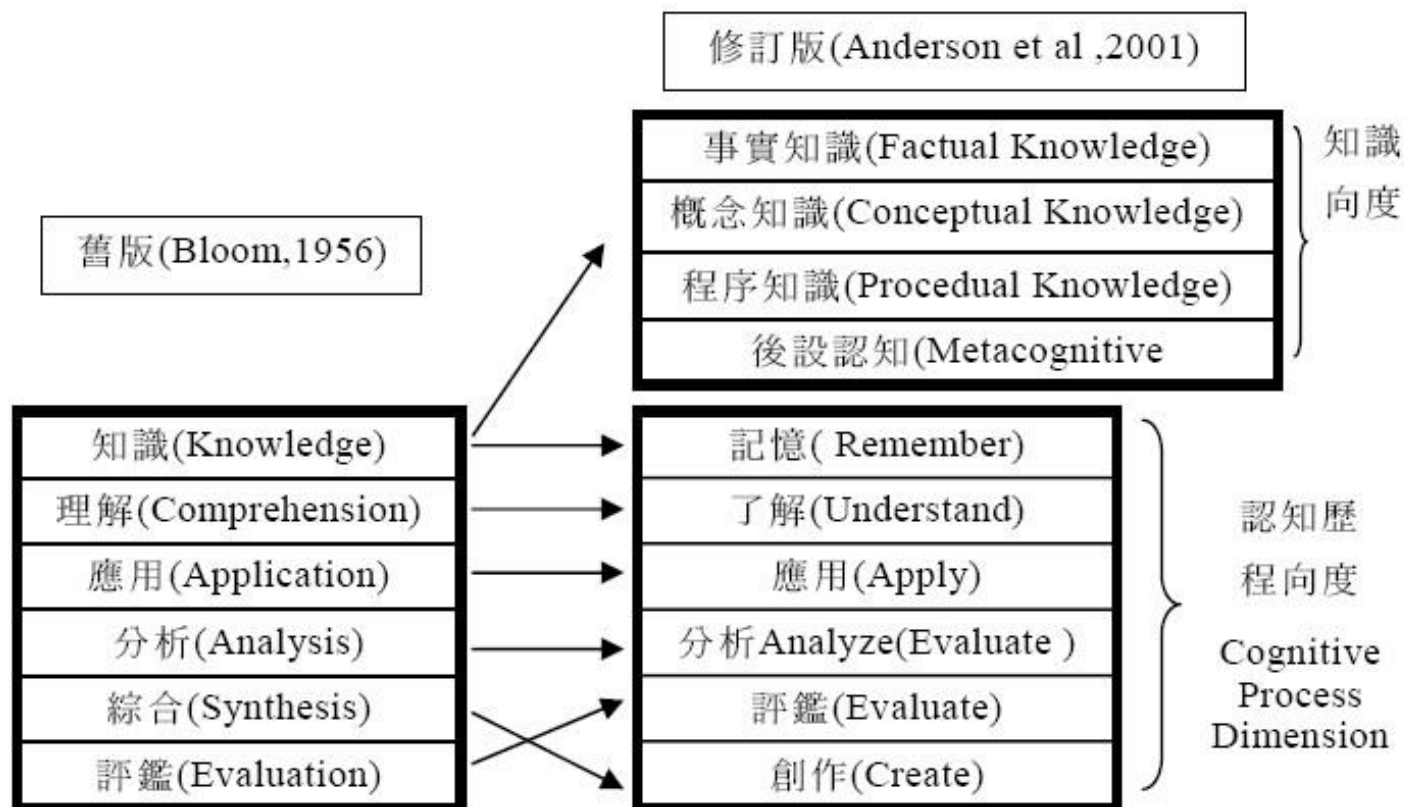 修訂版(Anderson et al ,2001)
事實知識(Factual Knowledge)
概念知識(Conceptual Knowledge)
程序知識(Procedual Knowledge)
後設認知(Metacognitive
知識
向度
舊版(Bloom,1956)
知識(Knowledge)
理解(Comprehension)
應用(Application)
分析(Analysis)
綜合(Synthesis)
評鑑(Evaluation)
記憶( Remember)
了解(Understand)
應用(Apply)
分析Analyze(Evaluate )
評鑑(Evaluate)
創作(Create)
認知歷
程向度
Cognitive
Process
Dimension